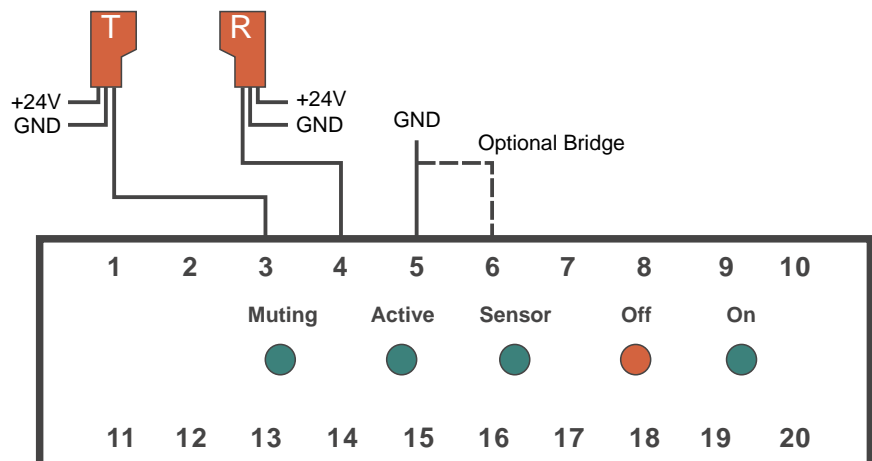 T R
+24V +24V
GND GND GND
Optional Bridge
1 2 3 4 5 6 7 8 9 10
Muting Active Sensor Off On
11 12 13 14 15 16 17 18 19 20